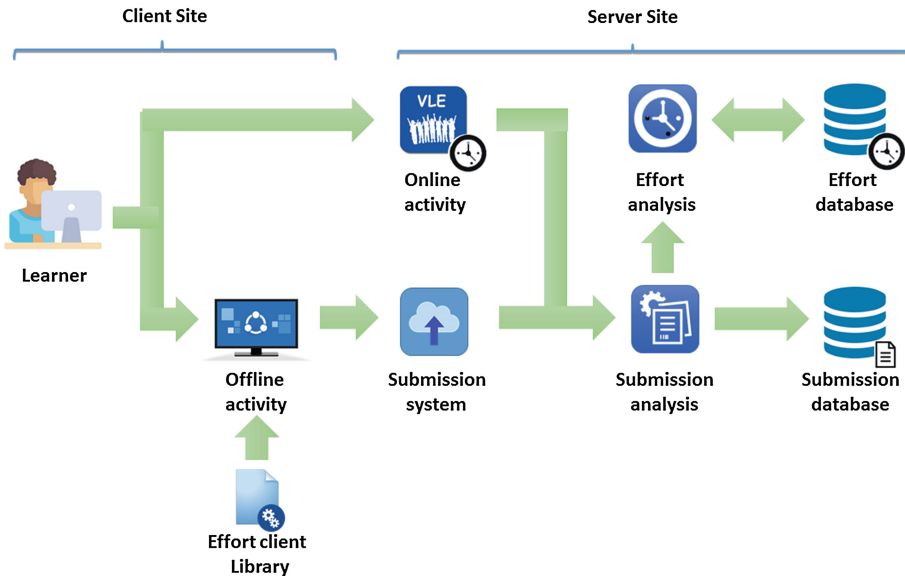 Client Site
Server Site
VLE
Online
activity
Effort
analysis
Effort
database
Learner
Offline
activity
Submission
system
Submission
analysis
Submission
database
Effort client
Library